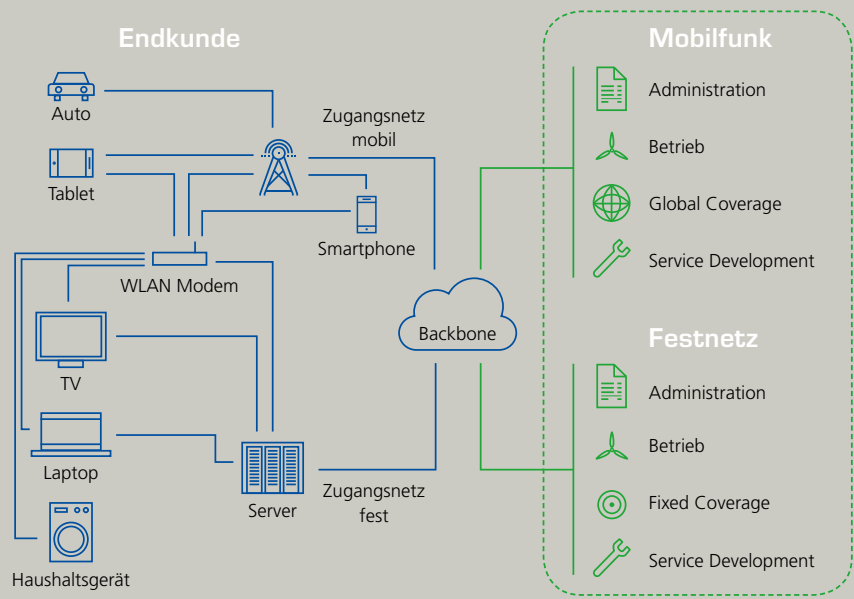 Endkunde
Auto
Tablet
Zugangsnetz
mobil
Smartphone
WLAN Modem
TV
Laptop
Haushaltsgerät
Server
Zugangsnetz
fest
Backbone
Mobilfunk
Administration
Betrieb
Global Coverage
Service Development
Festnetz
Administration
Betrieb
Fixed Coverage
Service Development